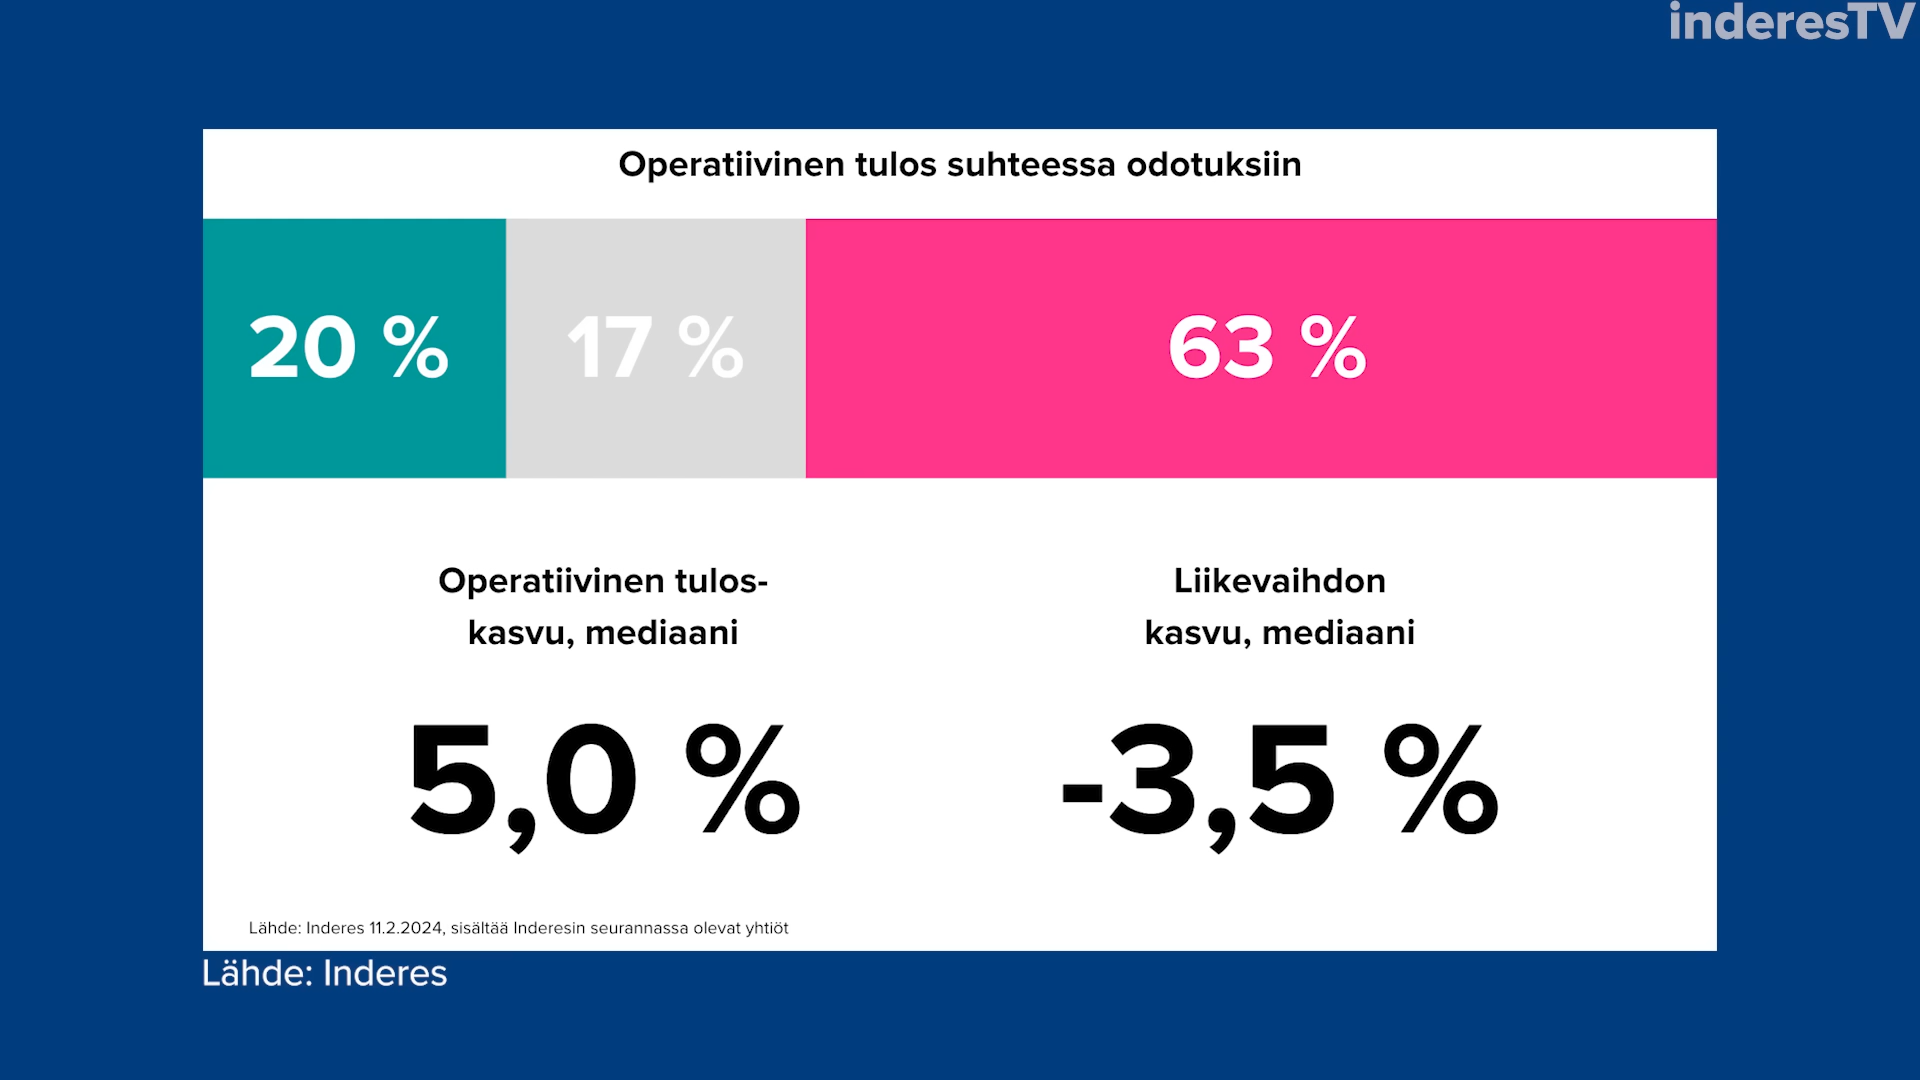 inderesTV
Operatiivinen tulos suhteessa odotuksiin
20 %
17 %
63 %
Operatiivinen tulos-
kasvu, mediaani
5,0 %
Liikevaihdon
kasvu, mediaani
-3,5 %
Lähde: Inderes 11.2.2024, sisältää Inderesin seurannassa olevat yhtiöt
Lähde: Inderes